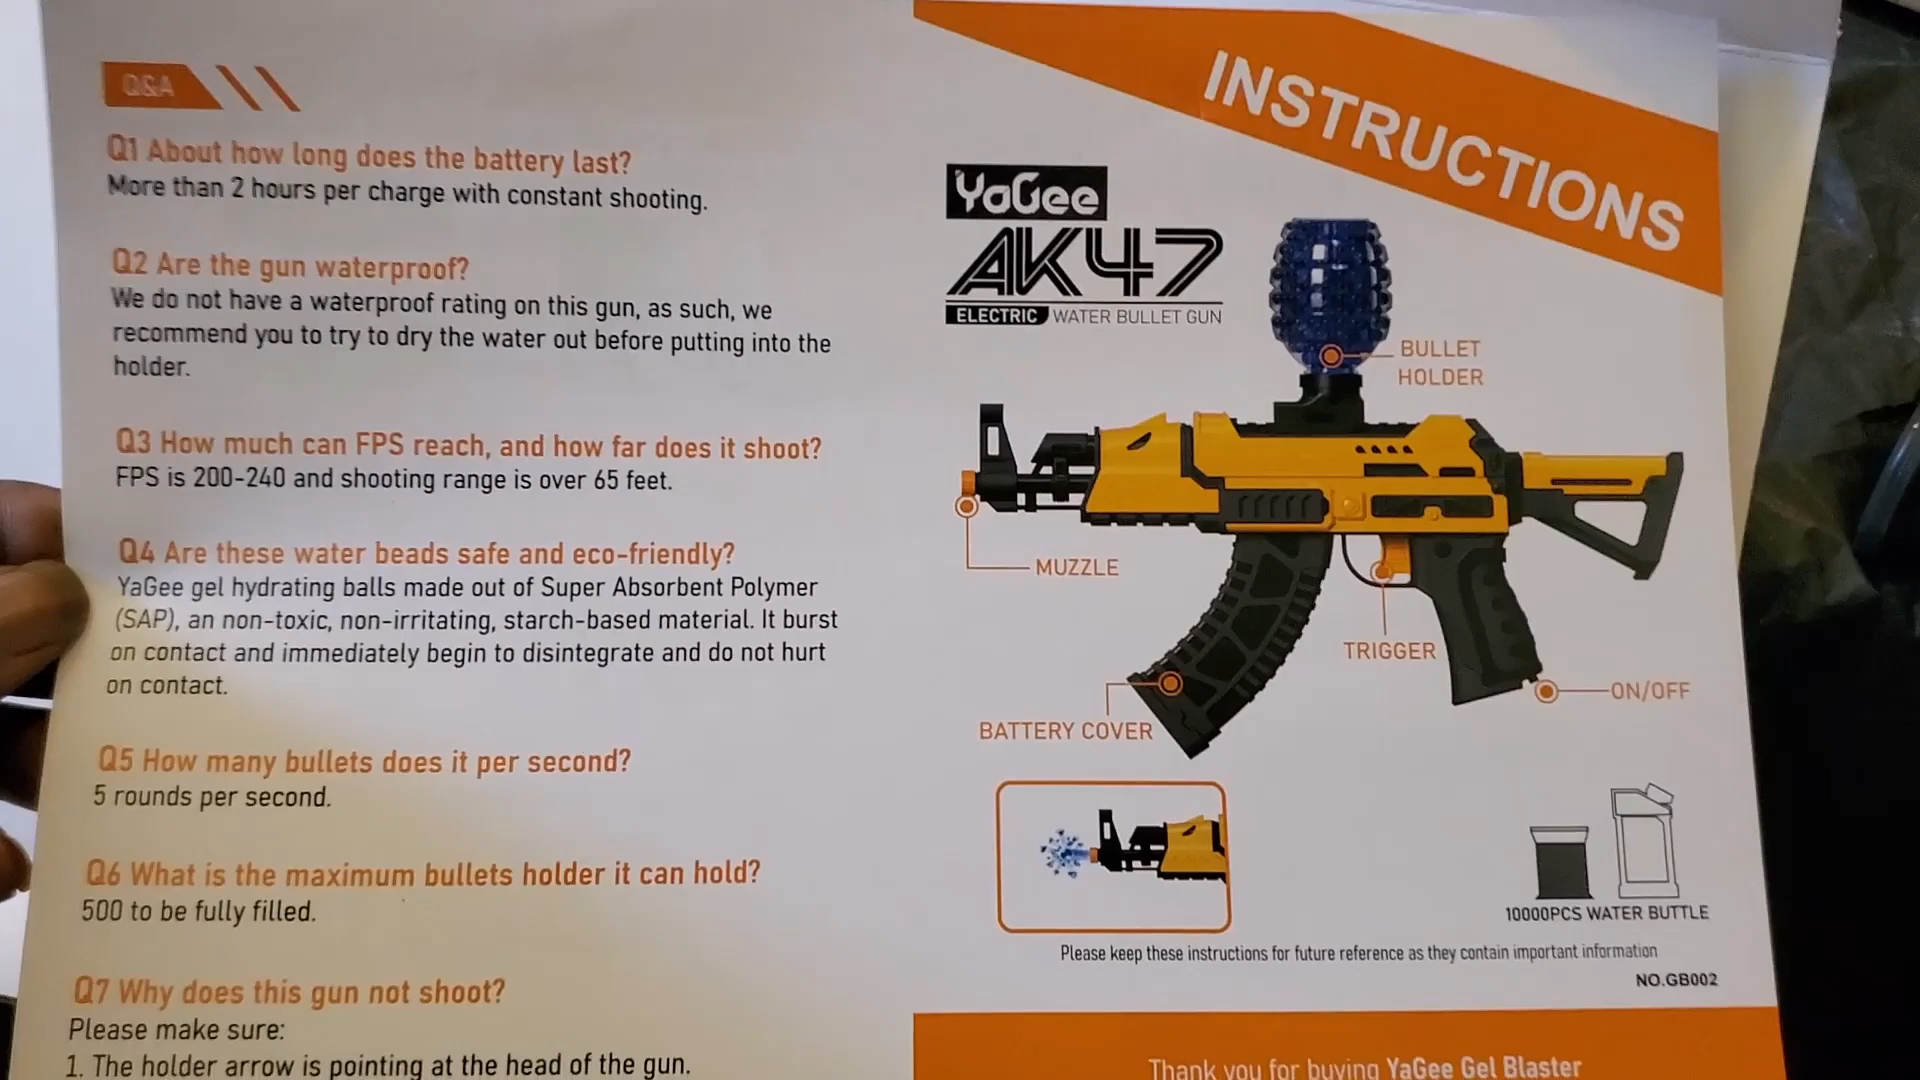 Q&A
Q1 About how long does the battery last?
More than 2 hours per charge with constant shooting.
Q2 Are the gun waterproof?
We do not have a waterproof rating on this gun, as such, we
recommend you to try to dry the water out before putting into the
holder.
Q3 How much can FPS reach, and how far does it shoot?
FPS is 200-240 and shooting range is over 65 feet.
Q4 Are these water beads safe and eco-friendly?
YaGee gel hydrating balls made out of Super Absorbent Polymer
(SAP), an non-toxic, non-irritating, starch-based material. It burst
on contact and immediately begin to disintegrate and do not hurt
on contact.
Q5 How many bullets does it per second?
5 rounds per second.
Q6 What is the maximum bullets holder it can hold?
500 to be fully filled.
Q7 Why does this gun not shoot?
Please make sure:
1. The holder arrow is pointing at the head of the gun.
INSTRUCTIONS
YaGee
AK47
ELECTRIC WATER BULLET GUN
BULLET
HOLDER
MUZZLE
TRIGGER
ON/OFF
BATTERY COVER
10000PCS WATER BUTTLE
Please keep these instructions for future reference as they contain important information
NO.GB002
Thank you for buying YaGee Gel Blaster